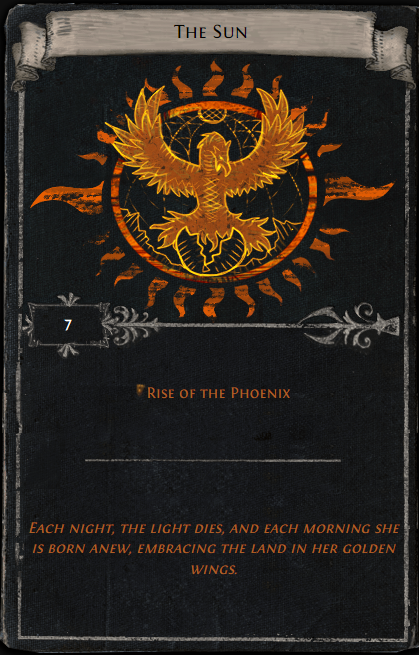 The Sun
7
Rise of the Phoenix
Each night, the light dies, and each morning she
is born anew, embracing the land in her golden
wings.